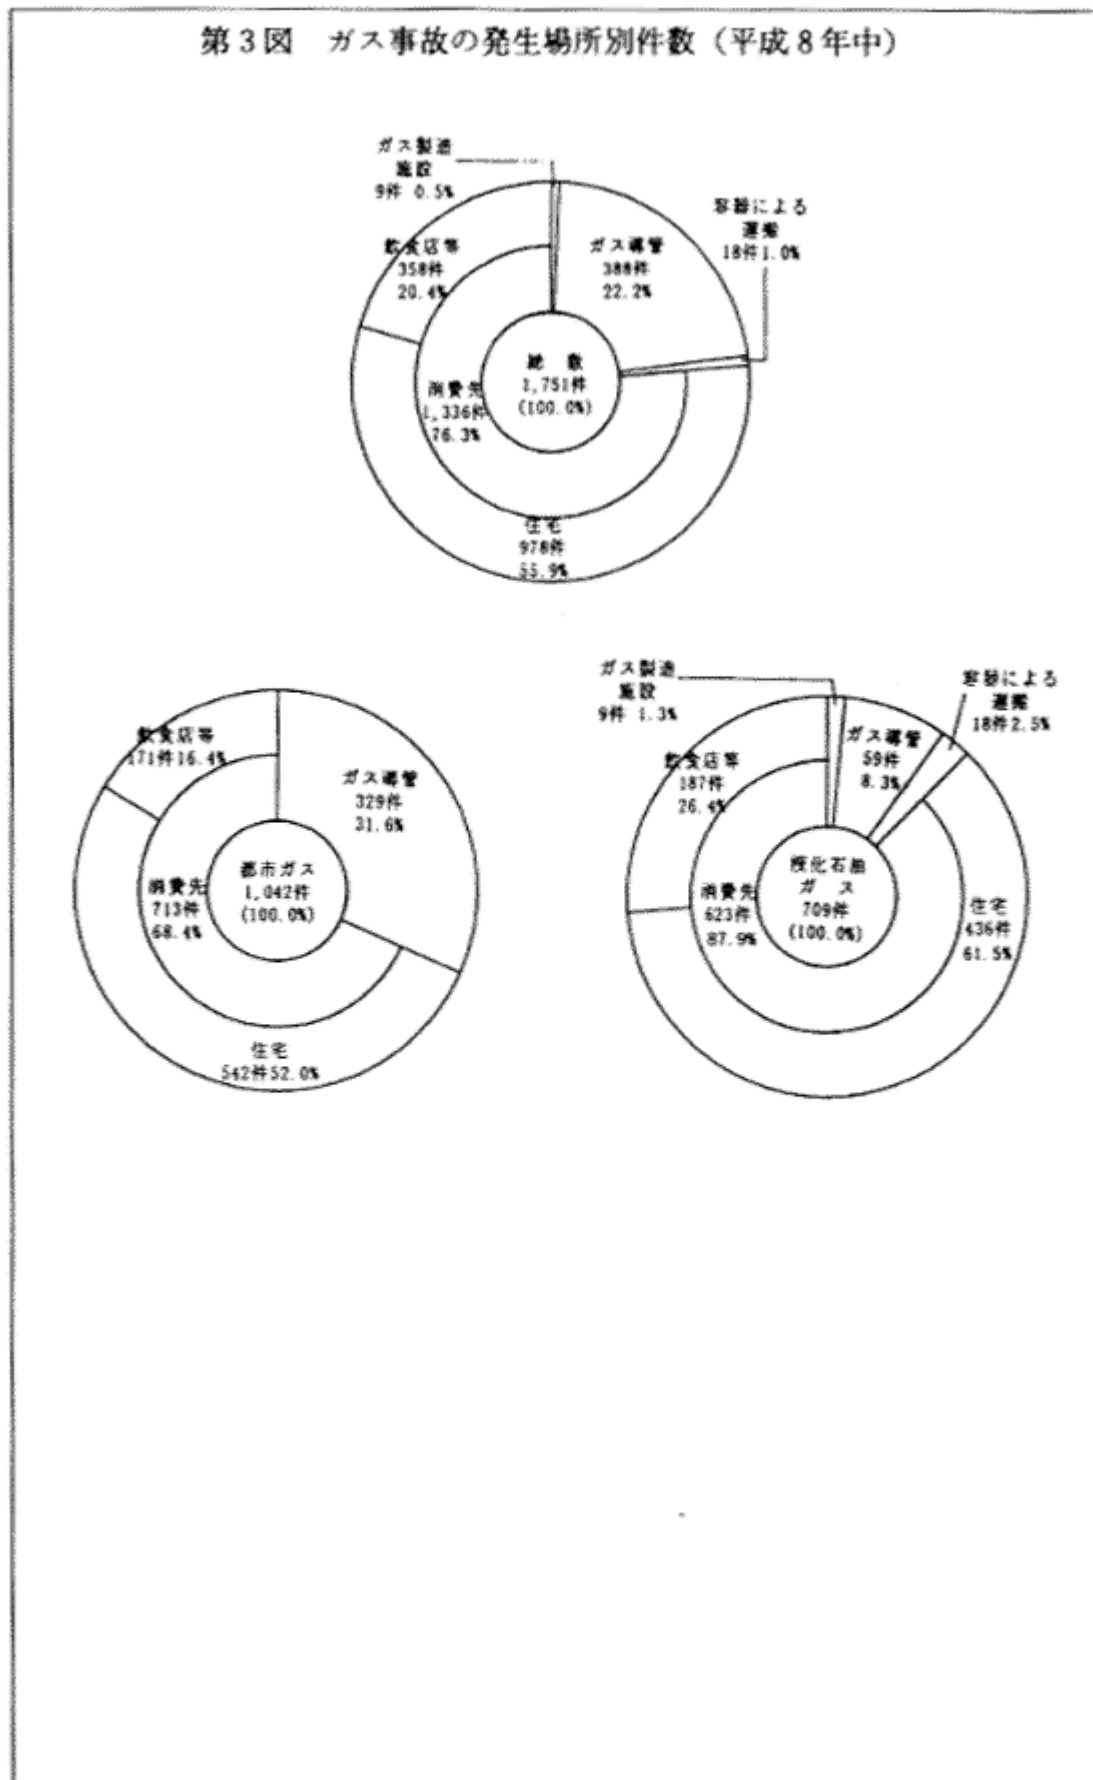 第3図　ガス事故の発生場所別件数（平成8年中）
ガス製造
施設
9件 0.5%
容器による
運搬
18件1.0%
飲食店等
358件
20.4%
ガス導管
388件
22.2%
総　数
1,751件
(100.0%)
消費先
1,336件
76.3%
住宅
978件
55.9%
飲食店等
171件16.4%
ガス導管
329件
31.6%
都市ガス
1,042件
(100.0%)
消費先
713件
68.4%
住宅
542件52.0%
ガス製造
施設
9件 1.3%
容器による
運搬
18件2.5%
飲食店等
187件
26.4%
ガス導管
59件
8.3%
液化石油
ガ　ス
709件
(100.0%)
消費先
623件
87.9%
住宅
436件
61.5%